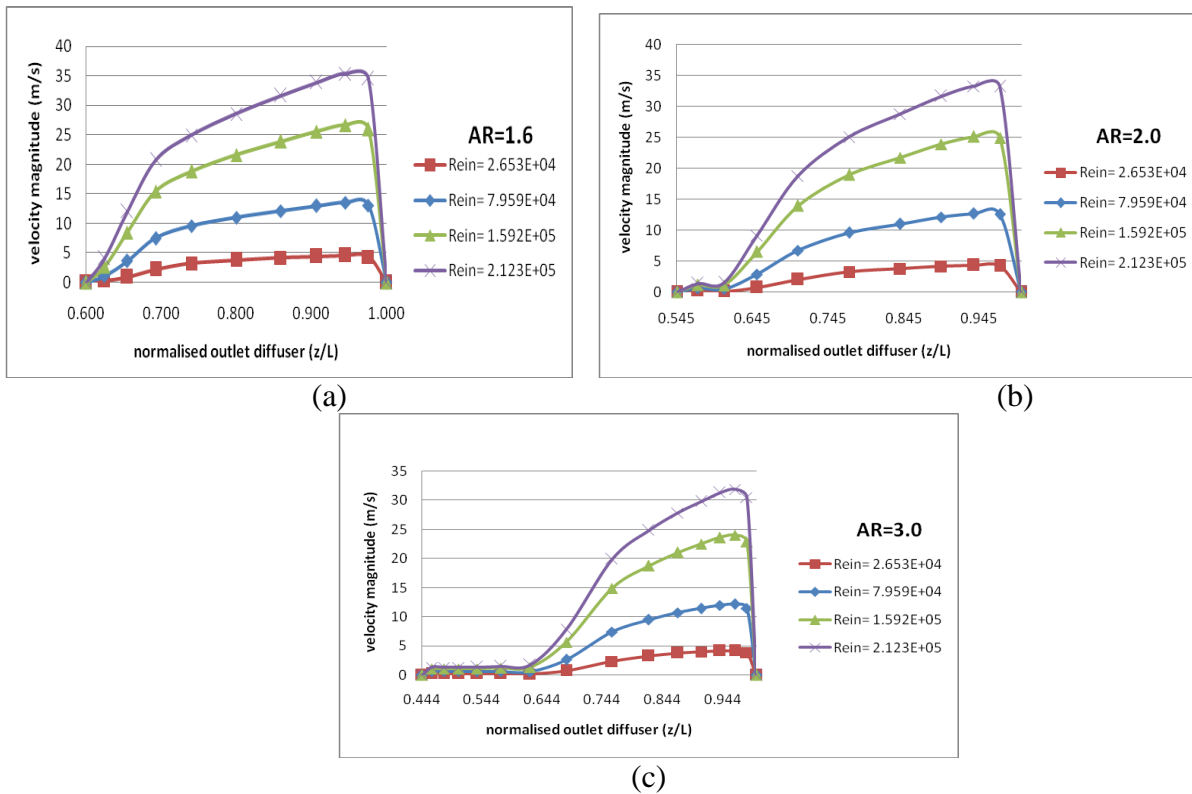 velocity magnitude (m/s)
40
35
30
25
20
15
10
5
0
0.600
0.700
0.800
0.900
1.000
normalised outlet diffuser (z/L)
AR=1.6
Rein= 2.653E+04
Rein= 7.959E+04
Rein= 1.592E+05
Rein= 2.123E+05
(a)
velocity magnitude (m/s)
40
35
30
25
20
15
10
5
0
0.545
0.645
0.745
0.845
0.945
normalised outlet diffuser (z/L)
AR=2.0
Rein= 2.653E+04
Rein= 7.959E+04
Rein= 1.592E+05
Rein= 2.123E+05
(b)
velocity magnitude (m/s)
35
30
25
20
15
10
5
0
0.444
0.544
0.644
0.744
0.844
0.944
normalised outlet diffuser (z/L)
AR=3.0
Rein= 2.653E+04
Rein= 7.959E+04
Rein= 1.592E+05
Rein= 2.123E+05
(c)